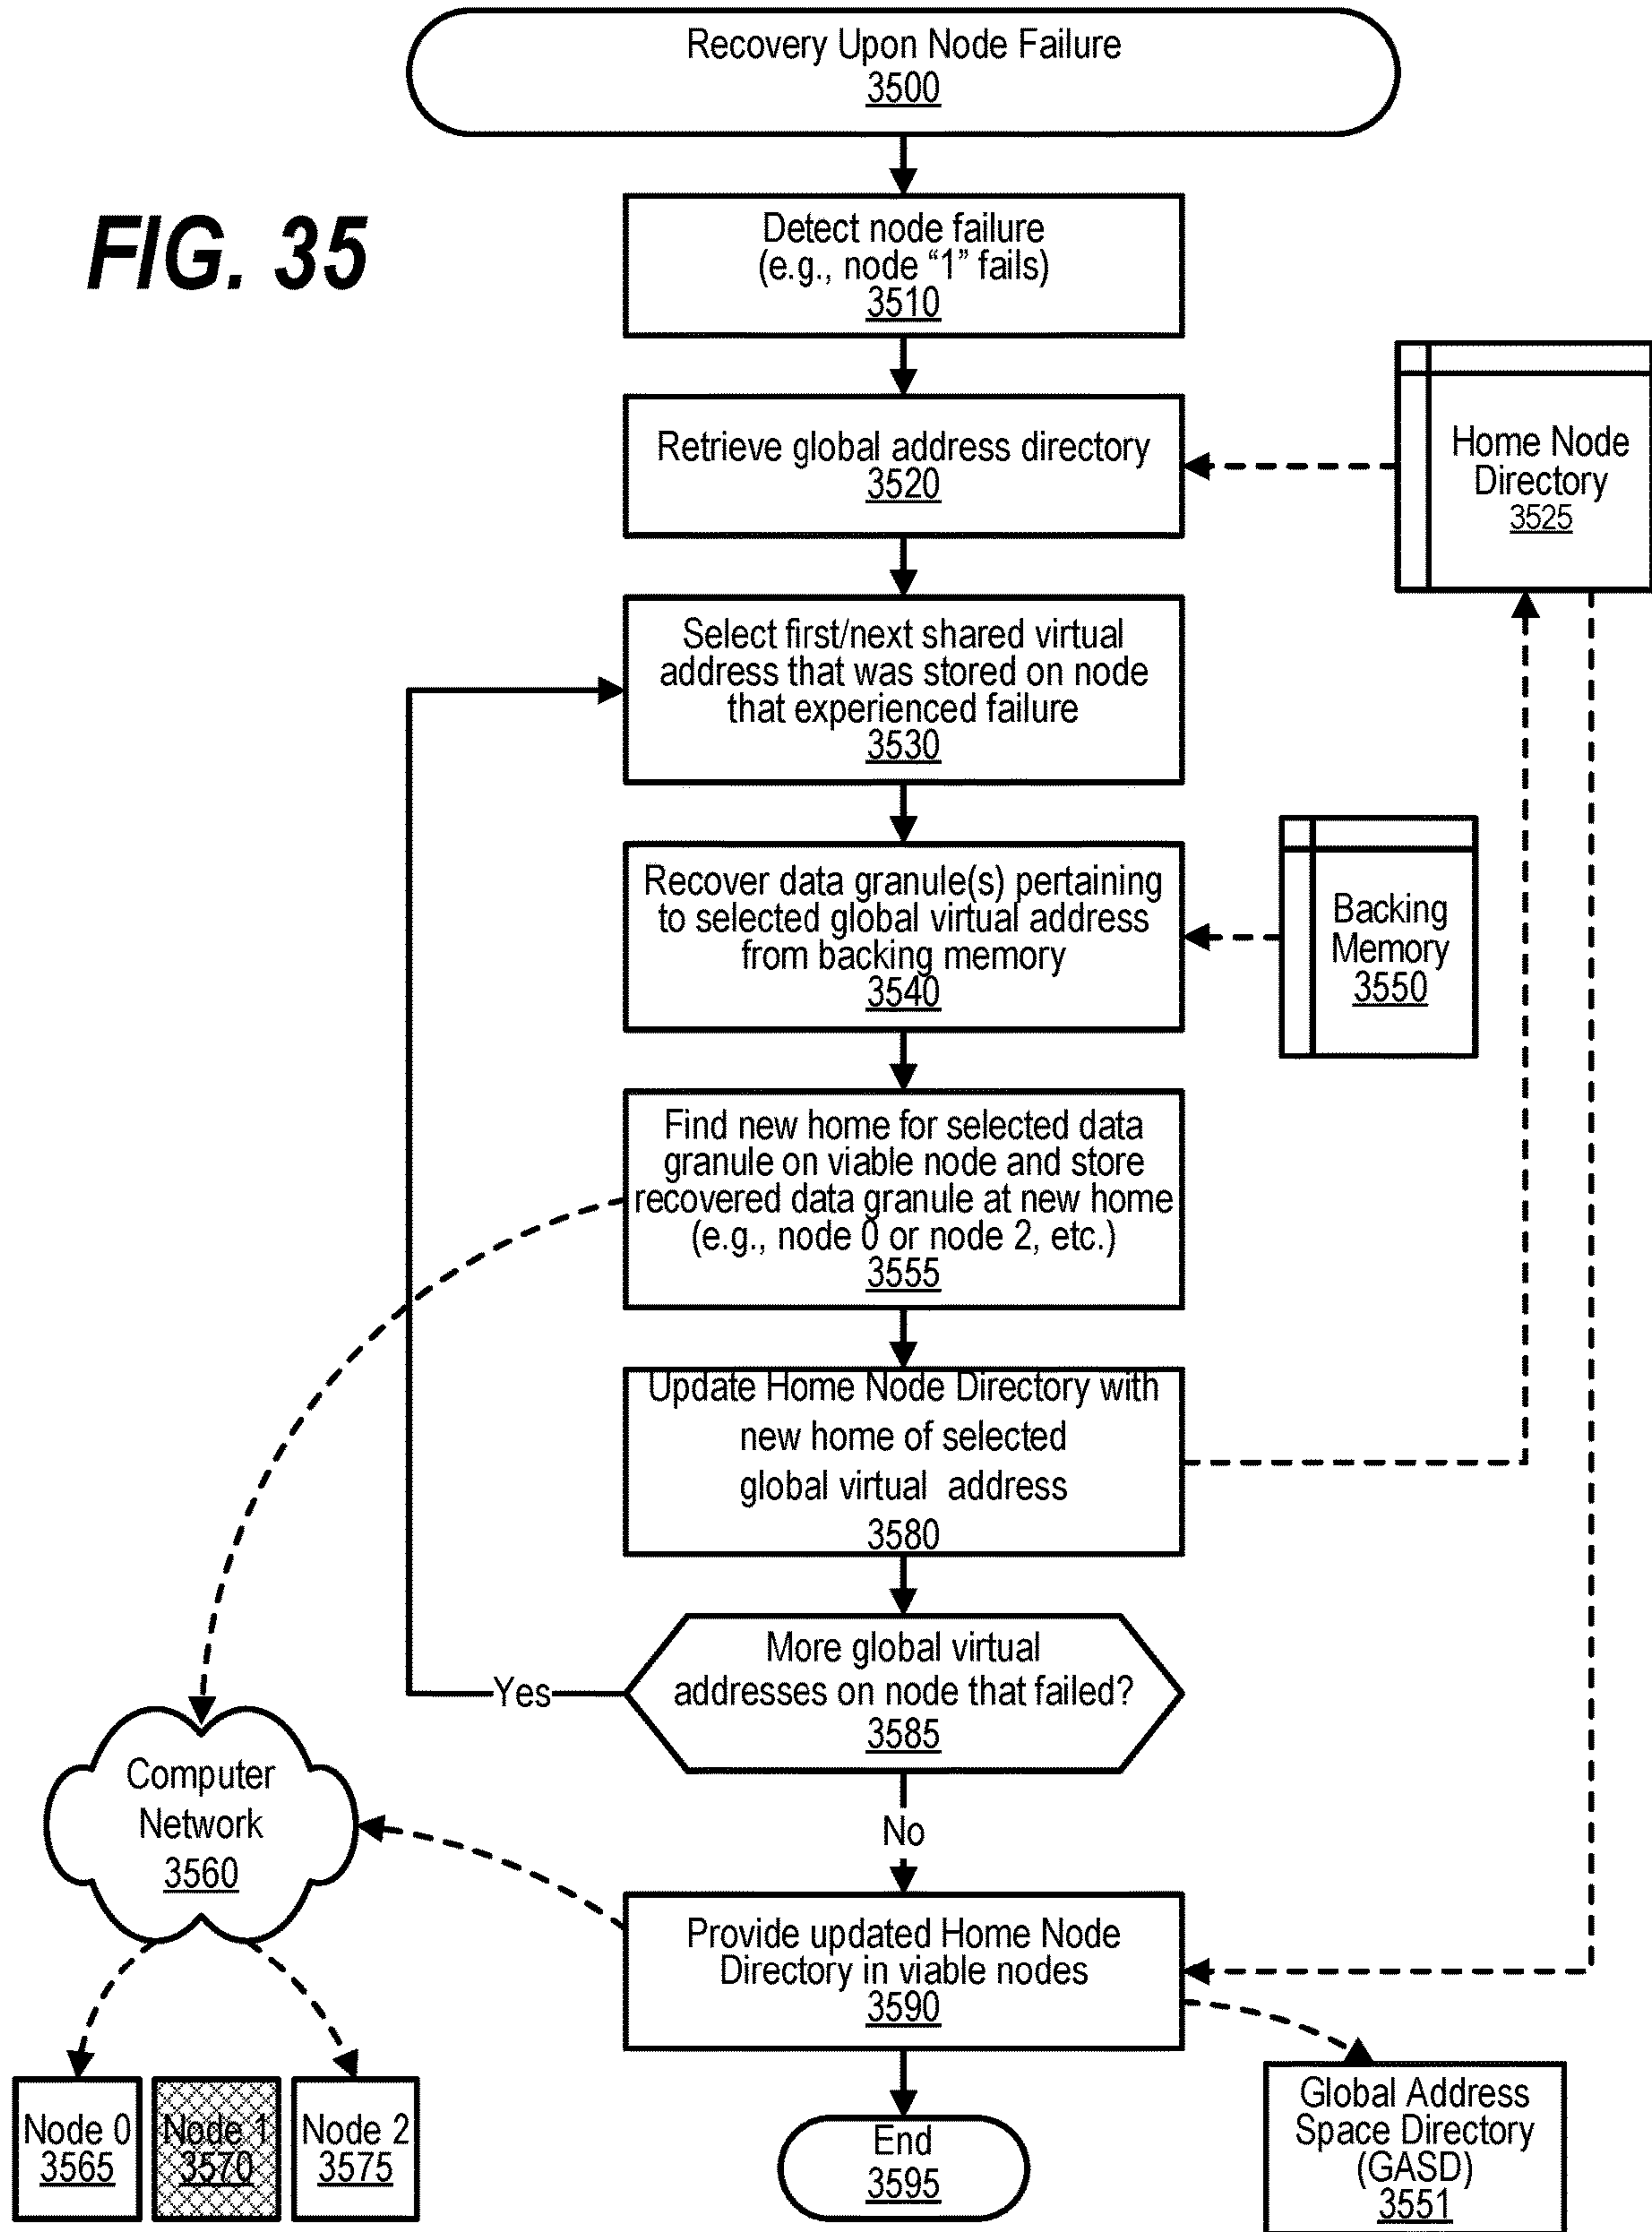 Recovery Upon Node Failure
3500
FIG. 35
Detect node failure
(e.g., node “1” fails)
3510
Retrieve global address directory
3520
Home Node
Directory
3525
Select first/next shared virtual
address that was stored on node
that experienced failure
3530
Recover data granule(s) pertaining
to selected global virtual address
from backing memory
3540
Backing
Memory
3550
Find new home for selected data
granule on viable node and store
recovered data granule at new home
(e.g., node 0 or node 2, etc.)
3555
Update Home Node Directory with
new home of selected
global virtual address
3580
More global virtual
addresses on node that failed?
3585
Yes
No
Computer
Network
3560
Provide updated Home Node
Directory in viable nodes
3590
Node 0
3565
Node 1
3570
Node 2
3575
End
3595
Global Address
Space Directory
(GASD)
3551